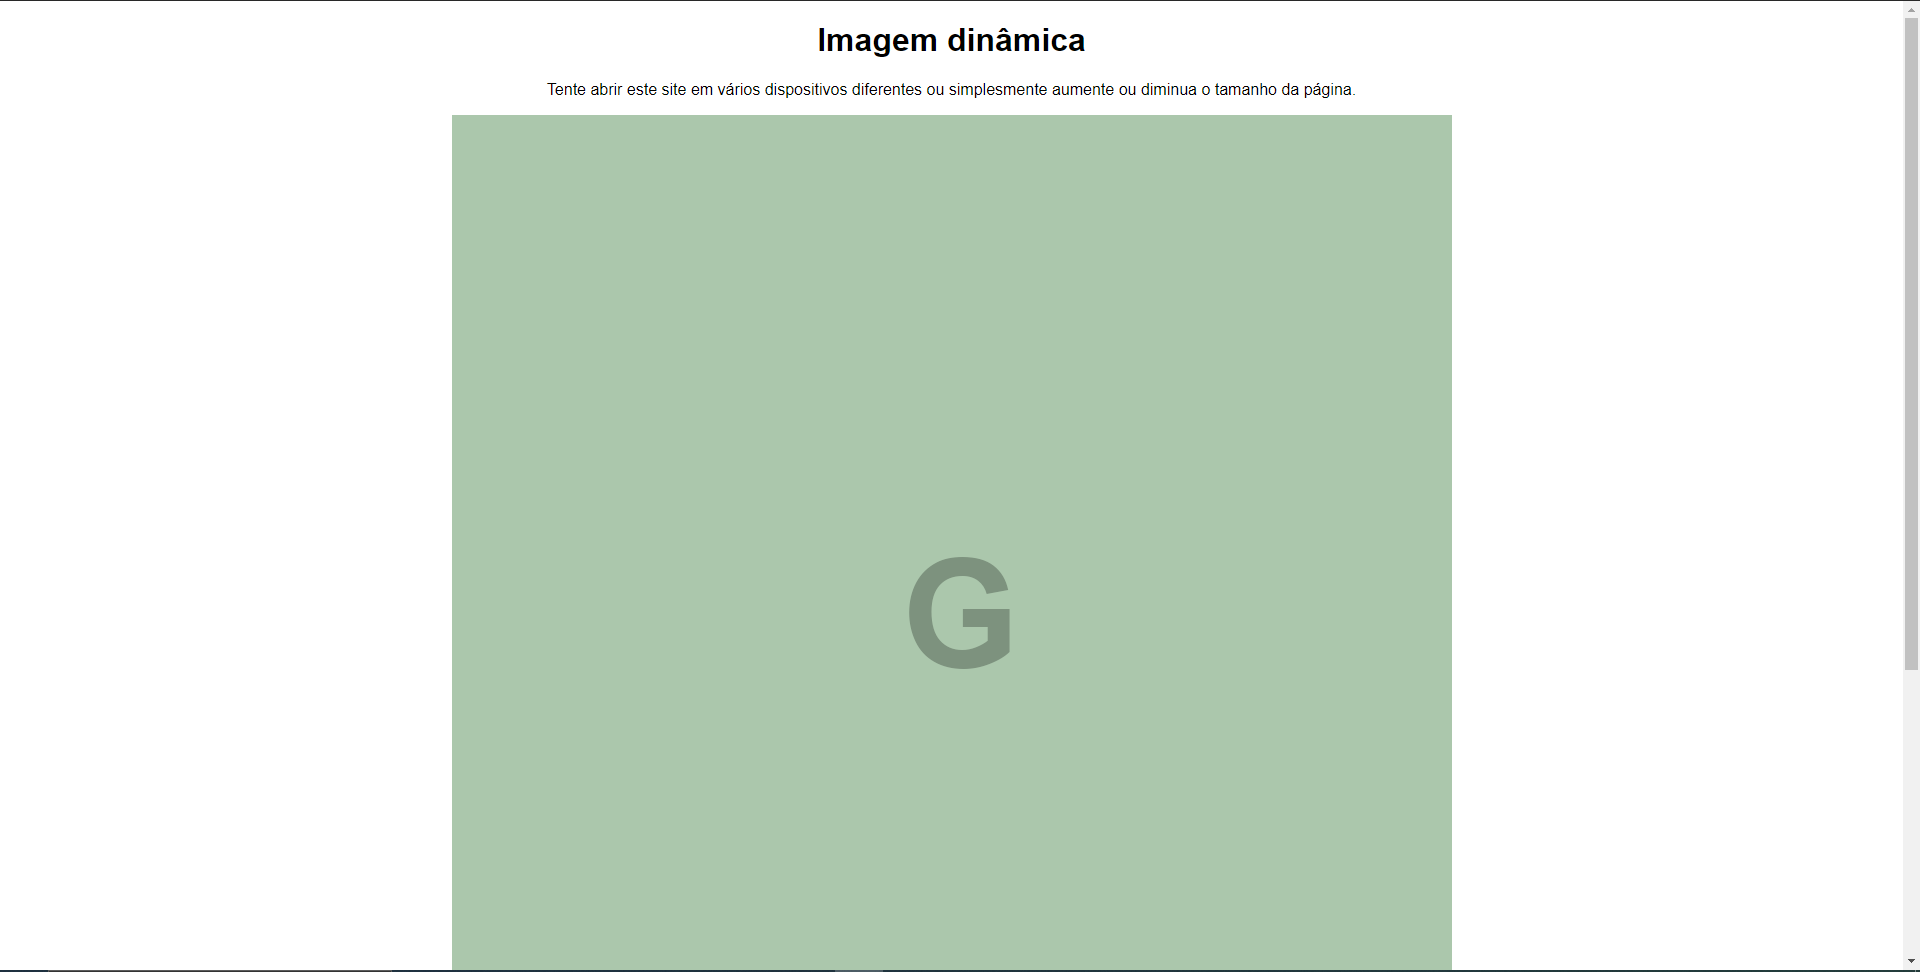 Imagem dinâmica
Tente abrir este site em vários dispositivos diferentes ou simplesmente aumente ou diminua o tamanho da página.
G